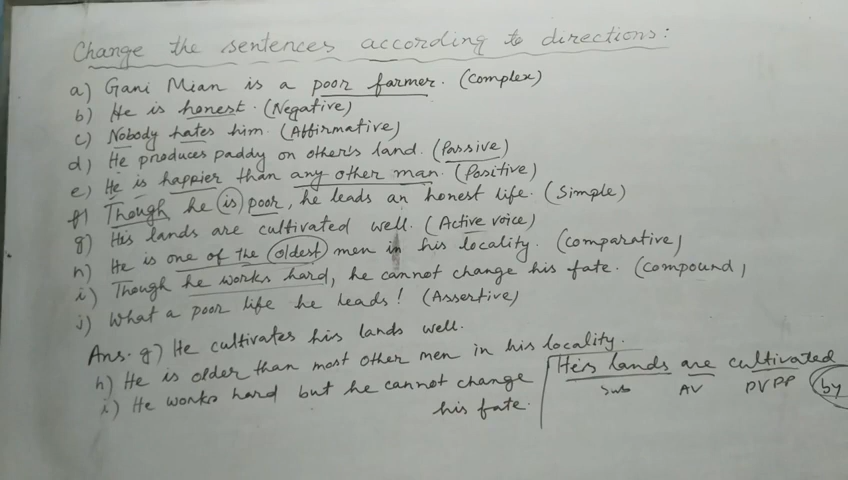 Change the sentences according to directions:
a) Gani Mian is a poor farmer. (Complex)
b) He is honest. (Negative)
c) Nobody hates him. (Affirmative)
d) He produces paddy on other's land. (Passive)
e) He is happier than any other man. (Positive)
f) Though he is poor, he leads an honest life. (Simple)
g) His lands are cultivated well. (Active voice)
h) He is one of the oldest men in his locality. (Comparative)
i) Though he works hard, he cannot change his fate. (Compound)
j) What a poor life he leads! (Assertive)
Ans. g) He cultivates his lands well.
h) He is older than most other men in his locality.
i) He works hard but he cannot change
his fate.
His lands are cultivated
Sub AV PVPP by